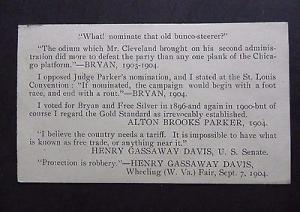 "What! nominate that old bunco-steerer?"
"The odium which Mr. Cleveland brought on his second adminis-
tration did more to defeat the party than any one plank of the Chica-
go platform."—BRYAN, 1903-1904.
I opposed Judge Parker's nomination, and I stated at the St. Louis
Convention: "If nominated, the campaign would begin with a foot
race, and end with a rout."—BRYAN, 1904.
I voted for Bryan and Free Silver in 1896 and again in 1900—but of
course I regard the Gold Standard as irrevocably established.
ALTON BROOKS PARKER, 1904.
"I believe the country needs a tariff. It is impossible to have what
is known as free trade, or anything near it."
HENRY GASSAWAY DAVIS, U. S. Senate.
"Protection is robbery."—HENRY GASSAWAY DAVIS,
Wheeling (W. Va.) Fair, Sept. 7, 1904.